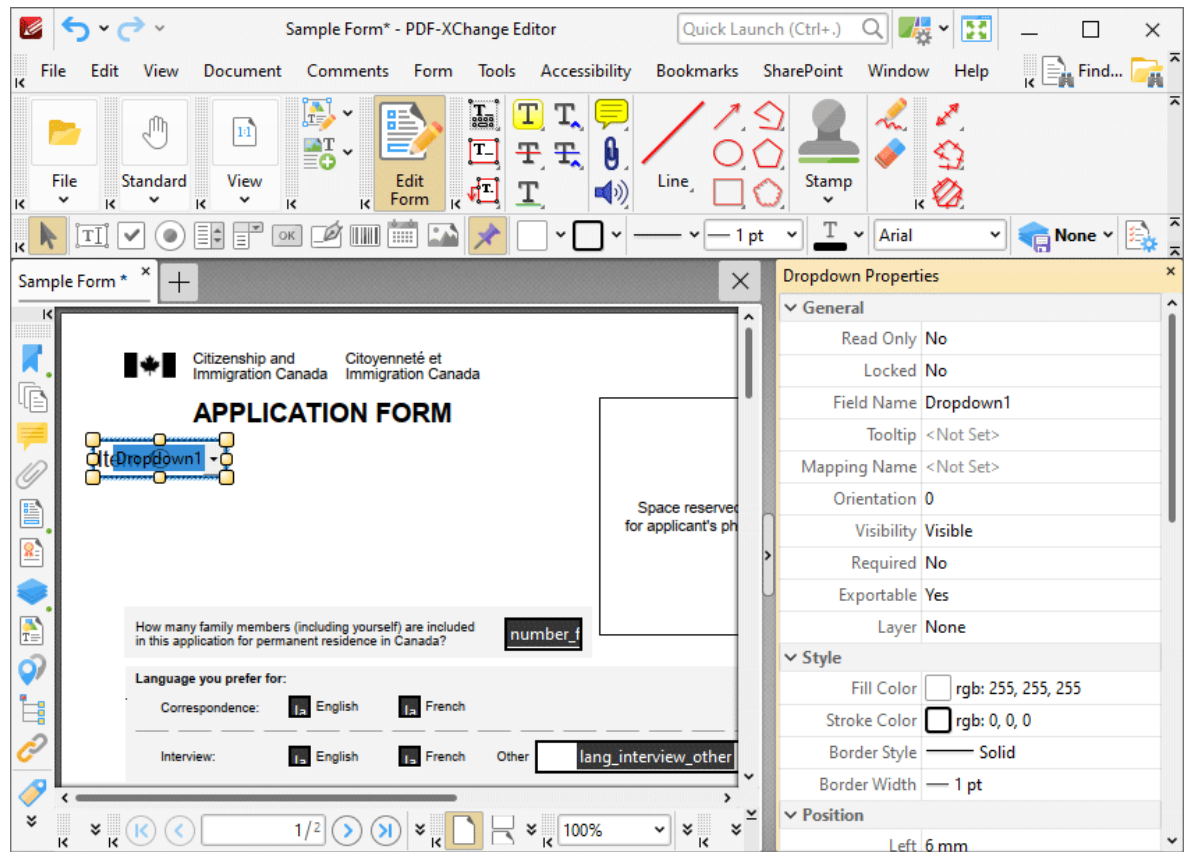 Sample Form* - PDF-XChange Editor
Quick Launch (Ctrl+.)
File Edit View Document Comments Form Tools Accessibility Bookmarks SharePoint Window Help
Find...
File
Standard
View
Edit Form
Line
Stamp
OK
1 pt
Arial
None
Sample Form *
Citizenship and
Immigration Canada
Citoyenneté et
Immigration Canada
APPLICATION FORM
Dropdown1
Space reserved
for applicant's ph
How many family members (including yourself) are included
in this application for permanent residence in Canada?
number_f
Language you prefer for:
Correspondence: la English la French
Interview: la English la French Other lang_interview_other
1/2
100%
Dropdown Properties
General
Read Only No
Locked No
Field Name Dropdown1
Tooltip <Not Set>
Mapping Name <Not Set>
Orientation 0
Visibility Visible
Required No
Exportable Yes
Layer None
Style
Fill Color rgb: 255, 255, 255
Stroke Color rgb: 0, 0, 0
Border Style Solid
Border Width 1 pt
Position
Left 6 mm